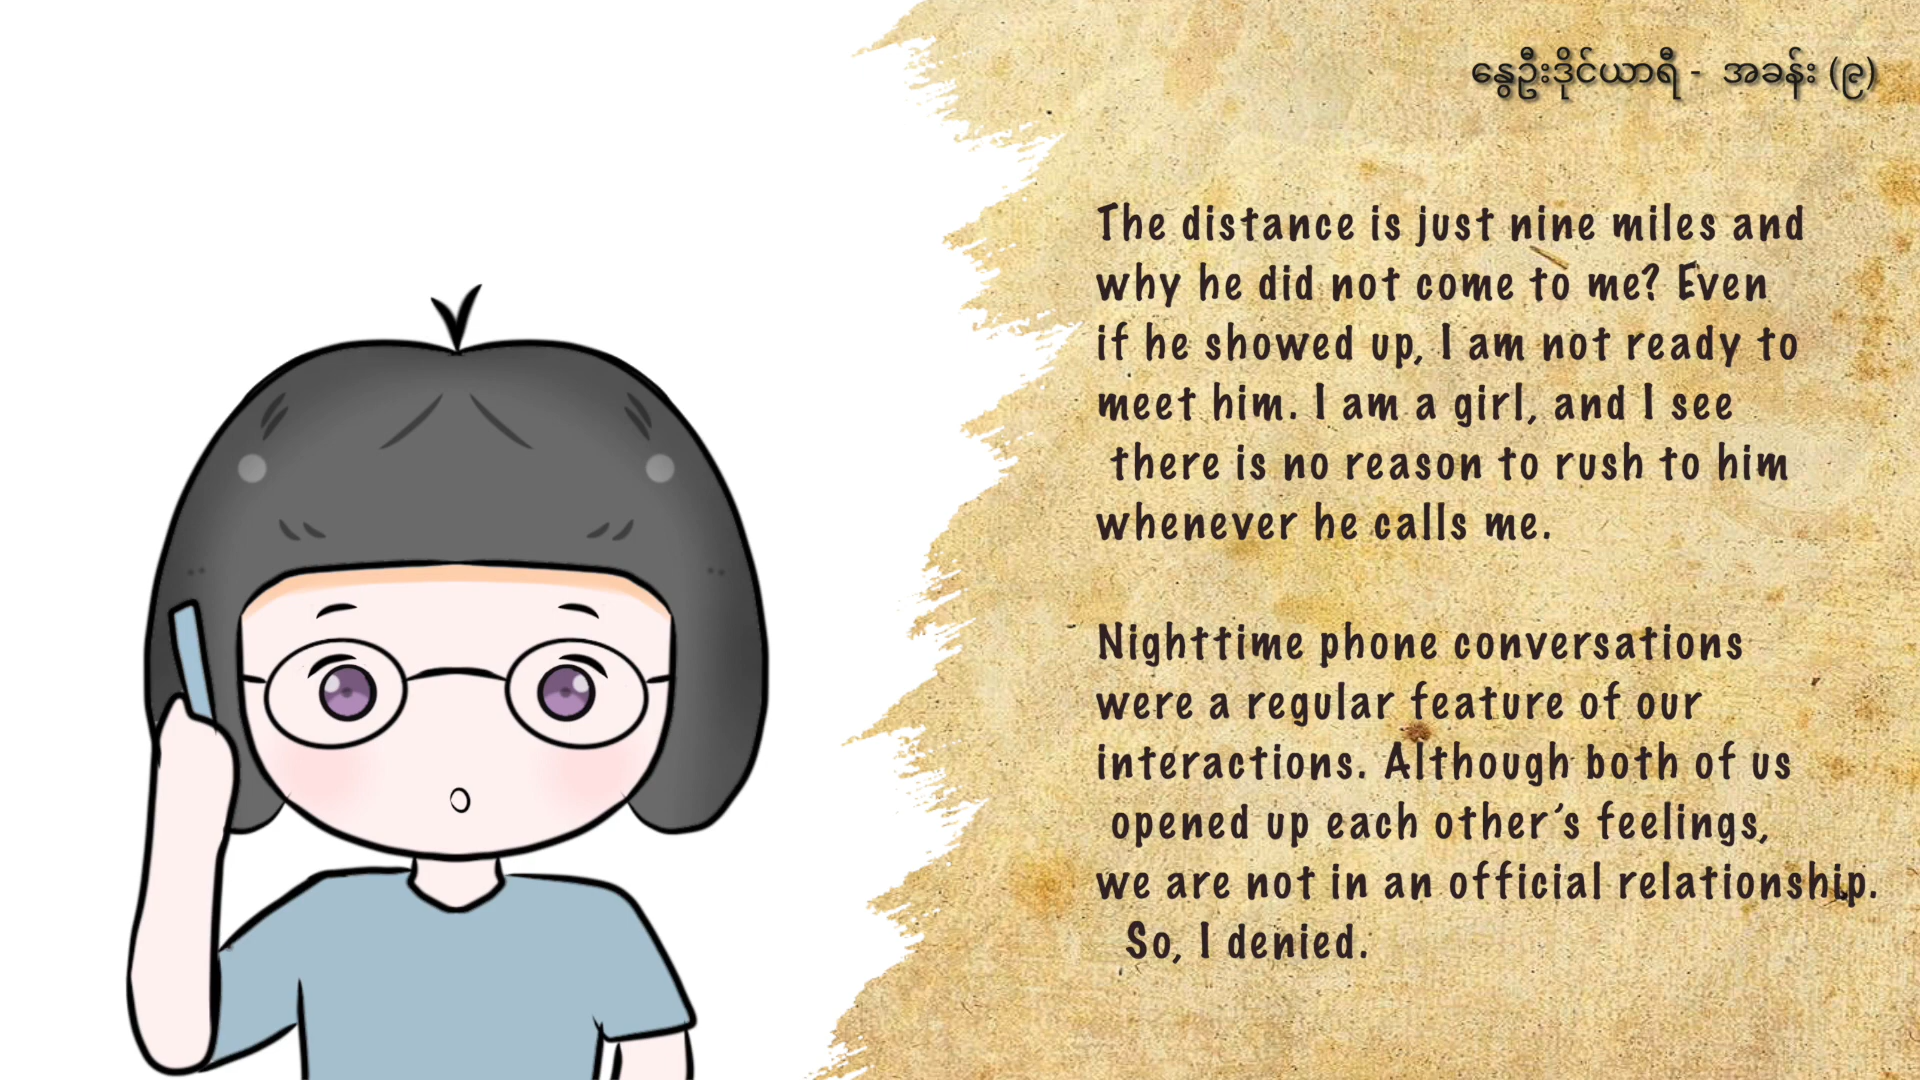 နွေဦးဒိုင်ယာရီ - အခန်း (၉)
The distance is just nine miles and
why he did not come to me? Even
if he showed up, I am not ready to
meet him. I am a girl, and I see
there is no reason to rush to him
whenever he calls me.
Nighttime phone conversations
were a regular feature of our
interactions. Although both of us
opened up each other's feelings,
we are not in an official relationship.
So, I denied.